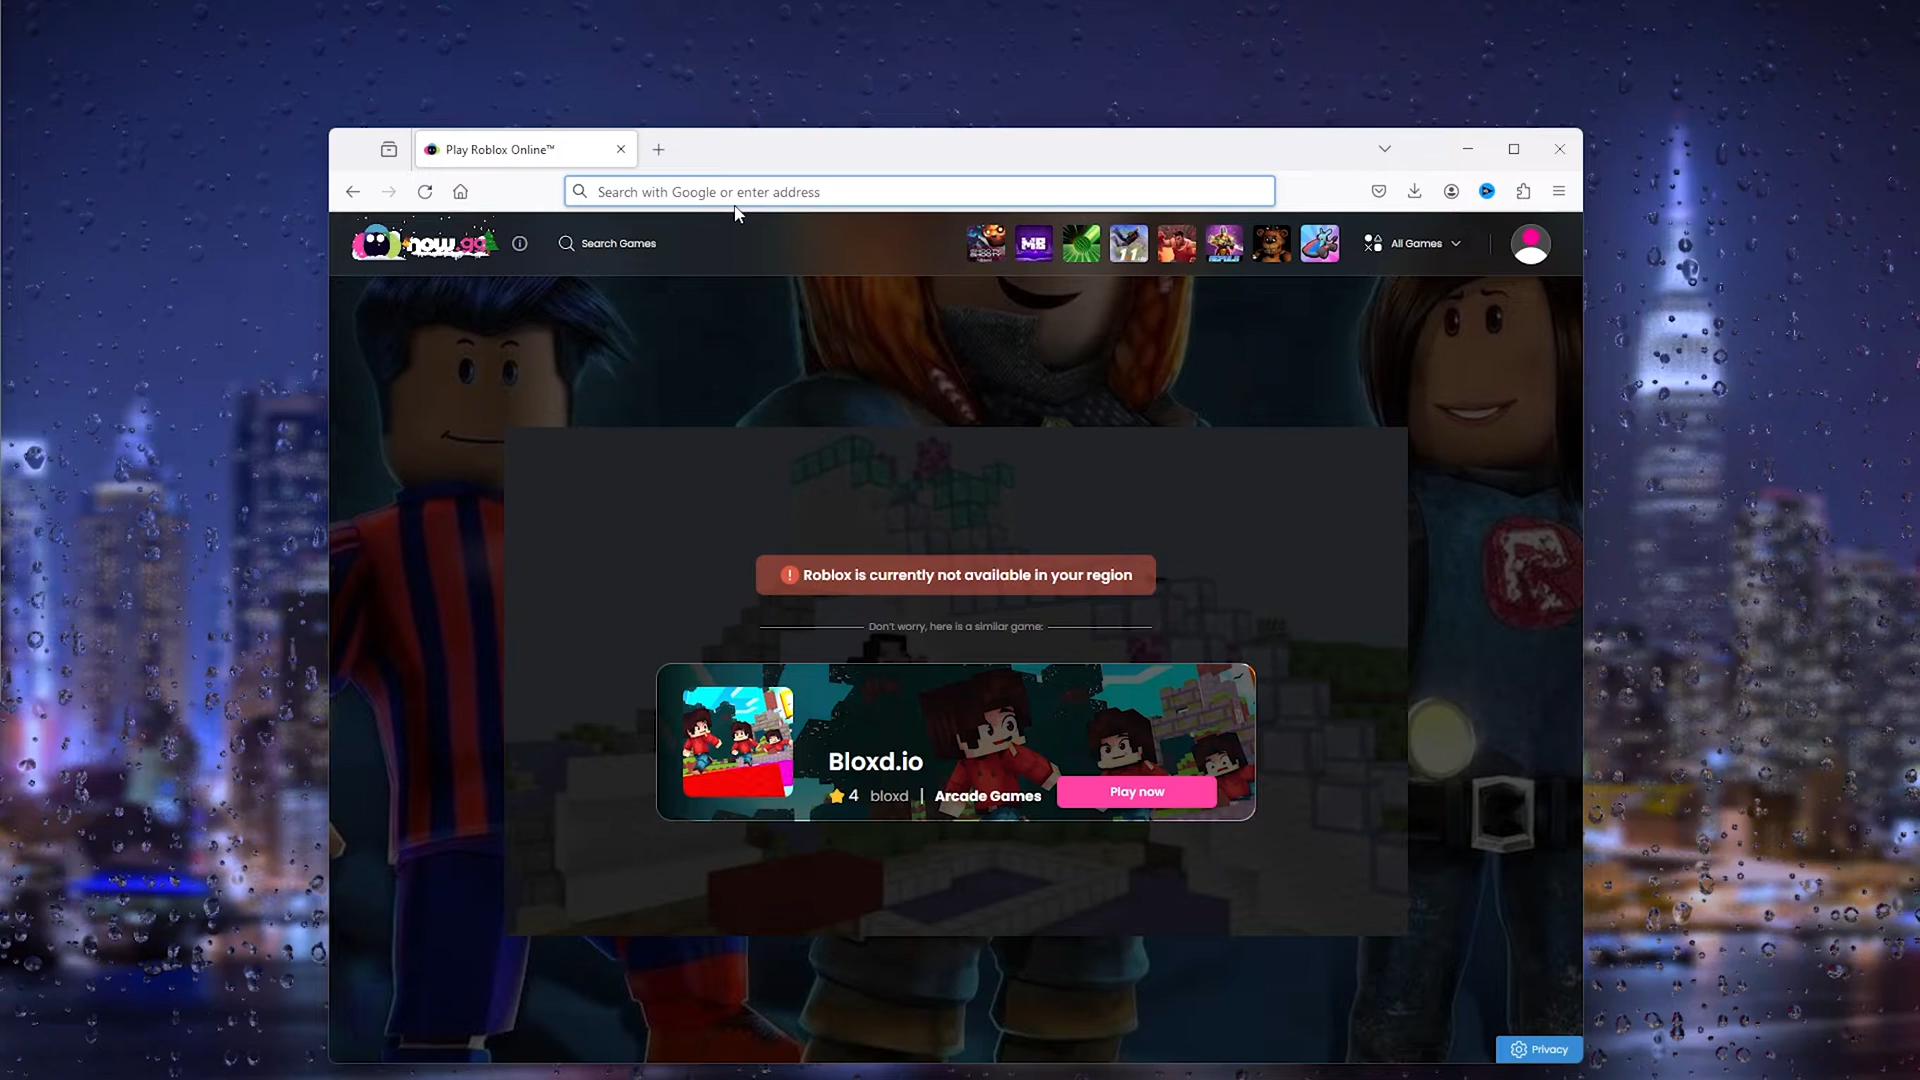 Play Roblox Online™
Search with Google or enter address
now.gg
Search Games
MB
11
All Games
Roblox is currently not available in your region
Don't worry, here is a similar game:
Bloxd.io
4 bloxd | Arcade Games
Play now
R
Privacy